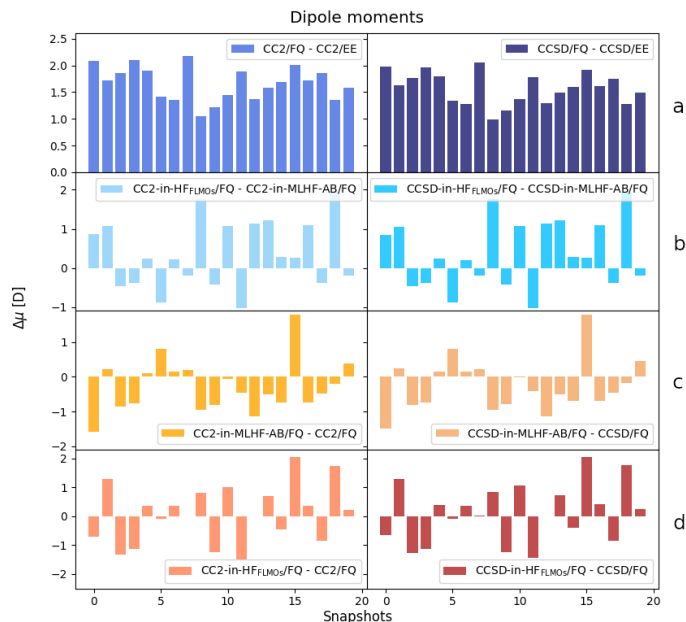 Dipole moments
CC2/FQ - CC2/EE
CCSD/FQ - CCSD/EE
a
2.5
2.0
1.5
1.0
0.5
0.0
CC2-in-HF_FLMOs/FQ - CC2-in-MLHF-AB/FQ
CCSD-in-HF_FLMOs/FQ - CCSD-in-MLHF-AB/FQ
b
2
1
0
−1
Δμ [D]
c
1
0
−1
−2
CC2-in-MLHF-AB/FQ - CC2/FQ
CCSD-in-MLHF-AB/FQ - CCSD/FQ
d
2
1
0
−1
−2
CC2-in-HF_FLMOs/FQ - CC2/FQ
CCSD-in-HF_FLMOs/FQ - CCSD/FQ
0 5 10 15 20 0 5 10 15 20
Snapshots